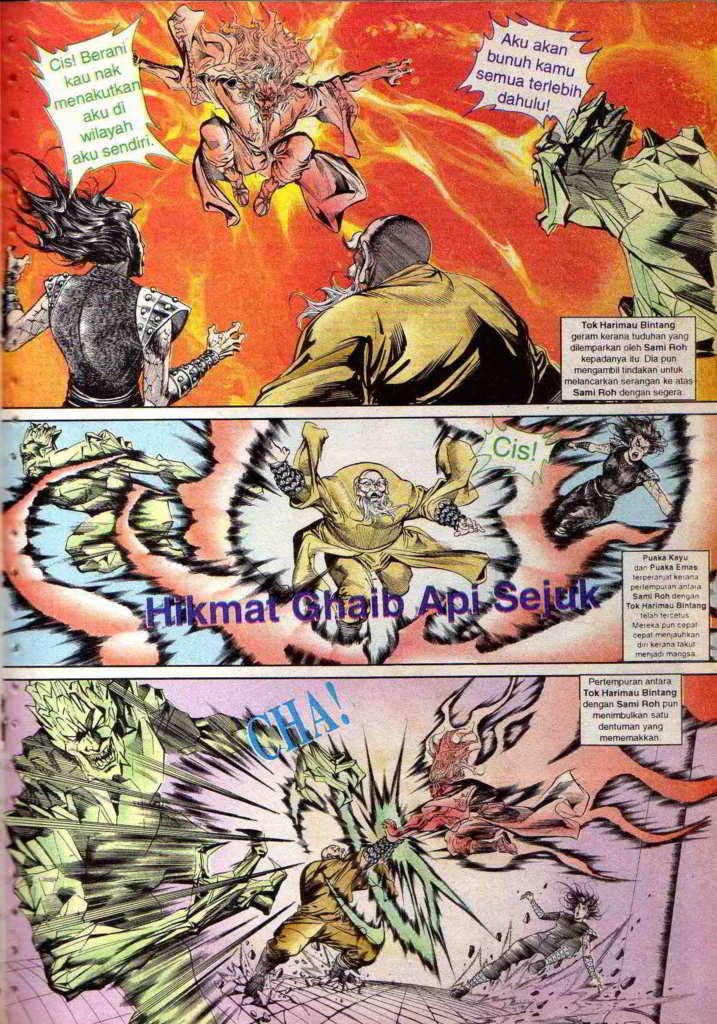 Cis! Berani
kau nak
menakutkan
aku di
wilayah
aku sendiri.
Aku akan
bunuh kamu
semua terlebih
dahulu!
Tok Harimau Bintang
geram kerana tuduhan yang
dilemparkan oleh Sami Roh
kepadanya itu. Dia pun
mengambil tindakan untuk
melancarkan serangan ke atas
Sami Roh dengan segera.
Cis!
Hikmat Ghaib Api Sejuk
Puaka Kayu
dan Puaka Emas
terperanjat kerana
pertempuran antara
Sami Roh dengan
Tok Harimau Bintang
telah tercetus.
Mereka pun cepat-
cepat menjauhkan
diri kerana takut
menjadi mangsa.
Pertempuran antara
Tok Harimau Bintang
dengan Sami Roh pun
menimbulkan satu
dentuman yang
mememakkan.
CHA!